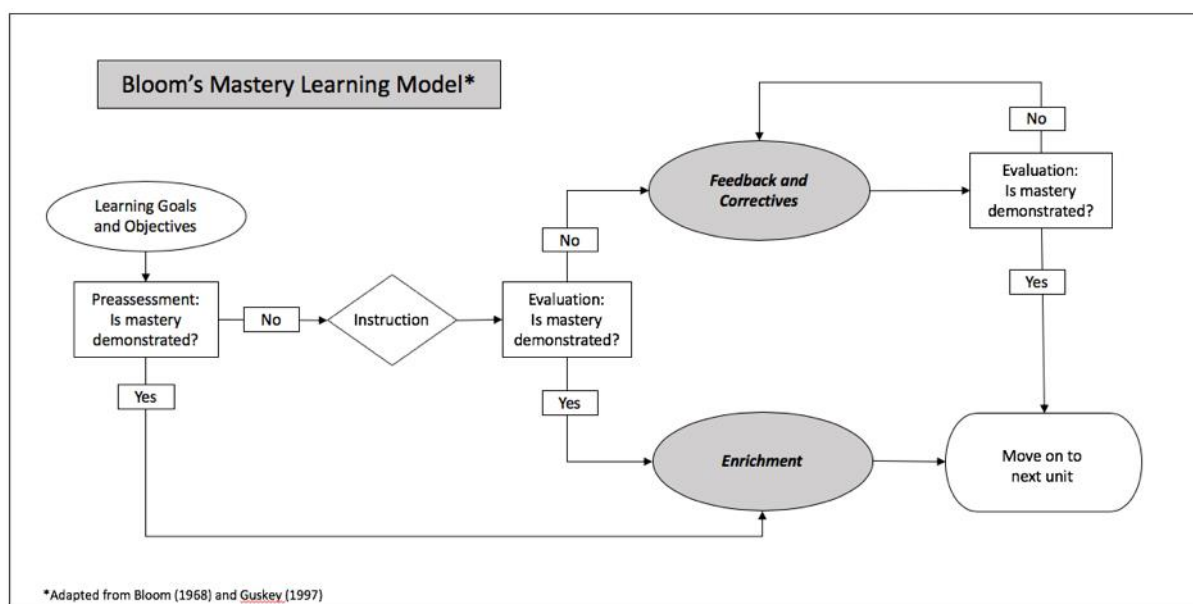 Bloom's Mastery Learning Model*
Learning Goals
and Objectives
Preassessment:
Is mastery
demonstrated?
No
Yes
Instruction
Evaluation:
Is mastery
demonstrated?
No
Yes
Feedback and
Correctives
Enrichment
No
Evaluation:
Is mastery
demonstrated?
Yes
Move on to
next unit
*Adapted from Bloom (1968) and Guskey (1997)